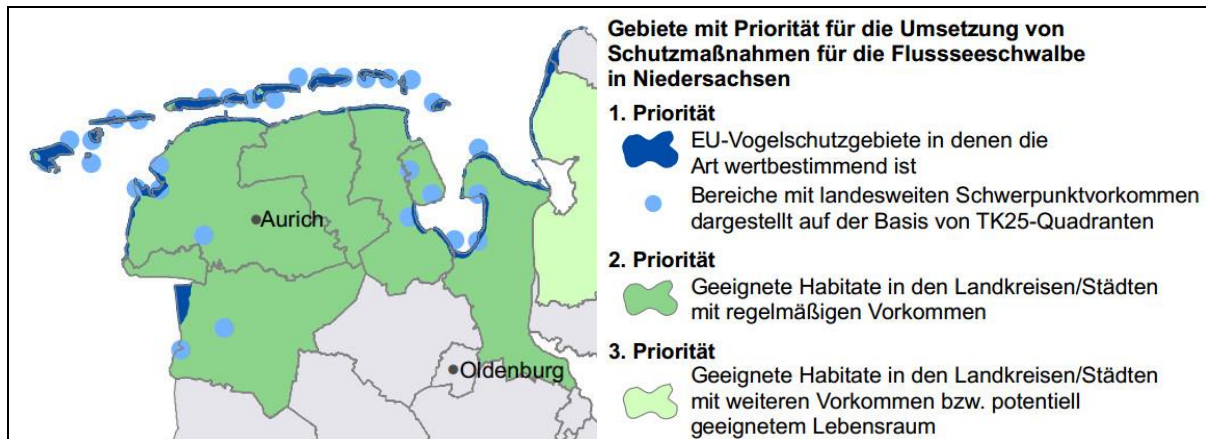 Gebiete mit Priorität für die Umsetzung von
Schutzmaßnahmen für die Flussseeschwalbe
in Niedersachsen
1. Priorität
EU-Vogelschutzgebiete in denen die
Art wertbestimmend ist
Bereiche mit landesweiten Schwerpunktvorkommen
dargestellt auf der Basis von TK25-Quadranten
2. Priorität
Geeignete Habitate in den Landkreisen/Städten
mit regelmäßigen Vorkommen
3. Priorität
Geeignete Habitate in den Landkreisen/Städten
mit weiteren Vorkommen bzw. potentiell
geeignetem Lebensraum
Aurich
Oldenburg